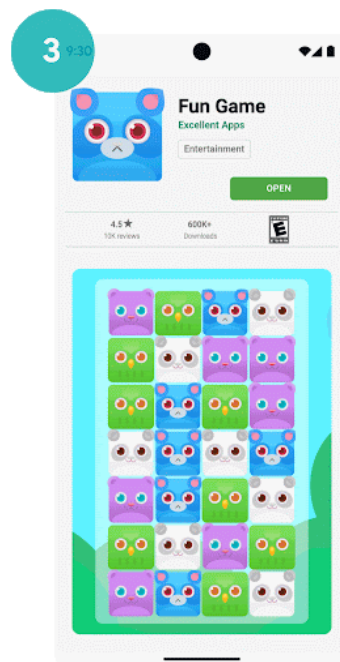 3
9:30
Fun Game
Excellent Apps
Entertainment
OPEN
4.5★
600K+
E
10K reviews
Downloads